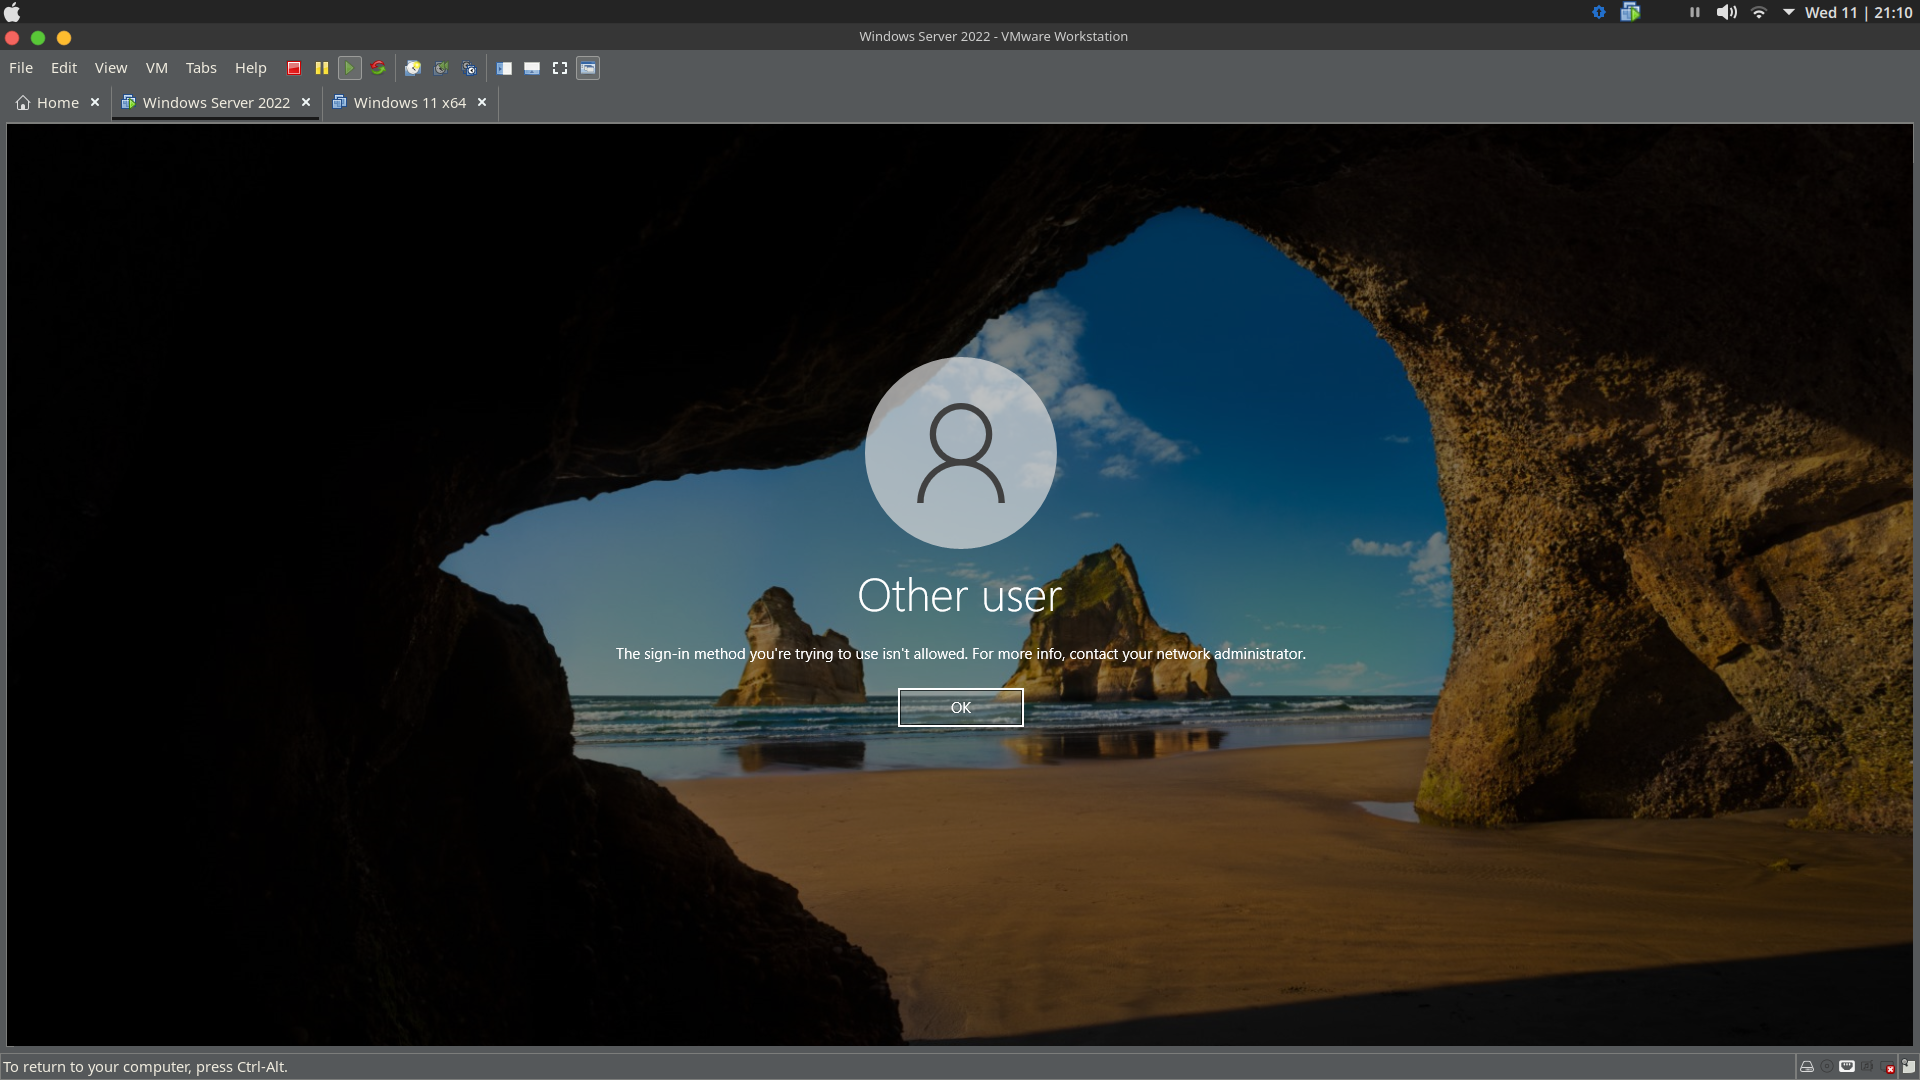 Wed 11 | 21:10
Windows Server 2022 - VMware Workstation
File Edit View VM Tabs Help
Home Windows Server 2022 Windows 11 x64
Other user
The sign-in method you're trying to use isn't allowed. For more info, contact your network administrator.
OK
To return to your computer, press Ctrl-Alt.